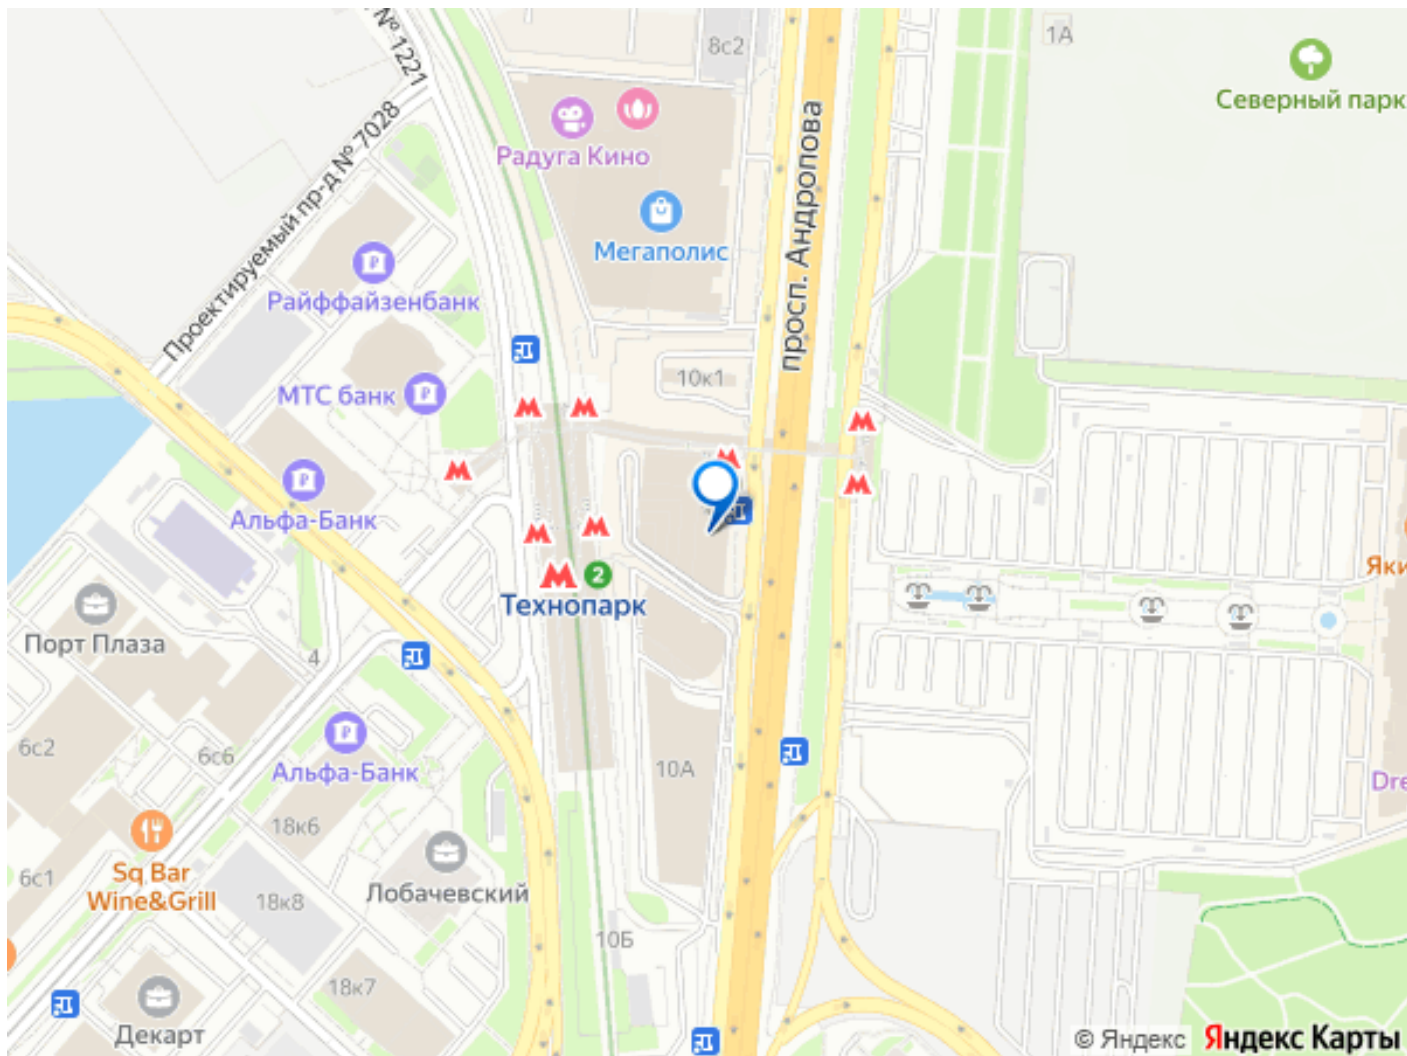 № 1221
8с2
1А
Северный парк
Радуга Кино
просп. Андропова
Проектируемый пр-д № 7028
Мегаполис
Райффайзенбанк
10к1
МТС банк
Альфа-Банк
2
Технопарк
Порт Плаза
4
6с2
6с6
10А
Альфа-Банк
18к6
Sq Bar
Wine&Grill
6с1
Лобачевский
18к8
10Б
18к7
Декарт
© Яндекс Яндекс Карты